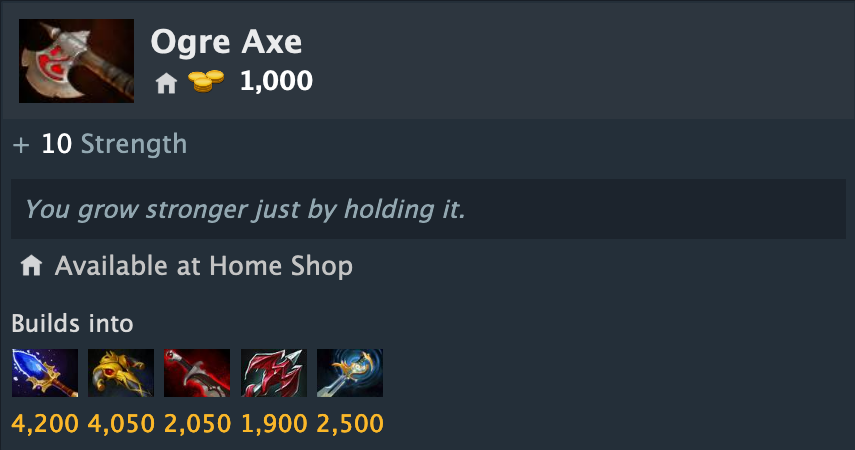 Ogre Axe
1,000
+ 10 Strength
You grow stronger just by holding it.
Available at Home Shop
Builds into
4,200 4,050 2,050 1,900 2,500